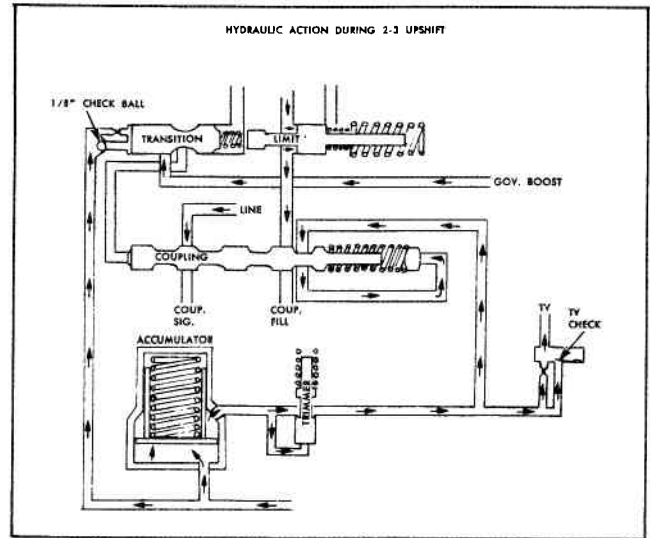 HYDRAULIC ACTION DURING 2-3 UPSHIFT
1/8" CHECK BALL
TRANSITION
LIMIT
GOV. BOOST
LINE
COUPLING
COUP.
SIG.
COUP.
FILL
TV
TV
CHECK
ACCUMULATOR
TRIMMER